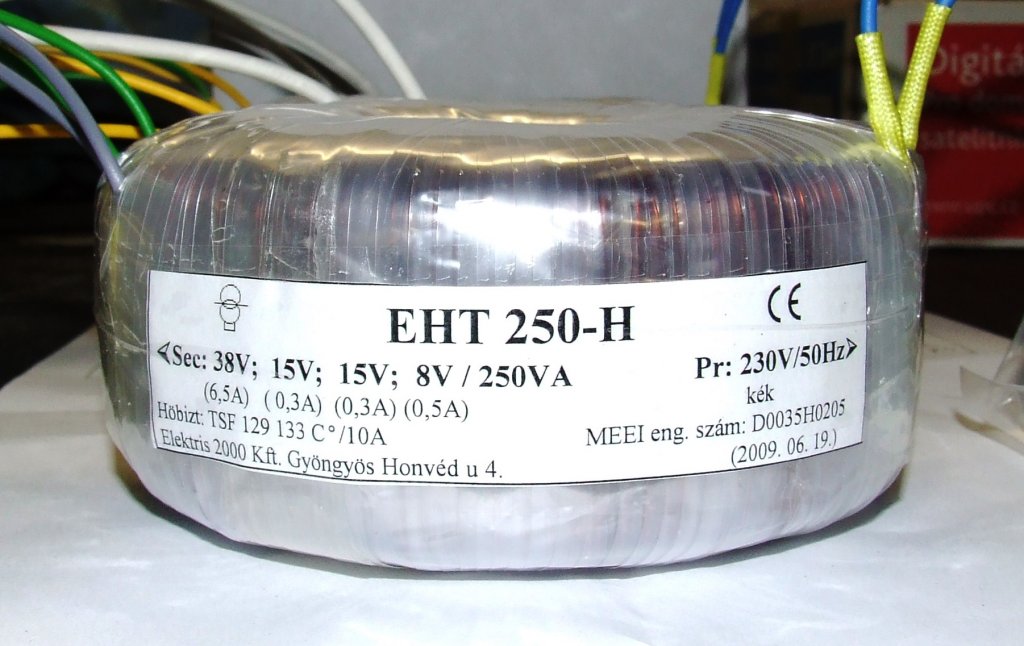 EHT 250-H
CE
Sec: 38V; 15V; 15V; 8V / 250VA
Pr: 230V/50Hz
(6,5A) (0,3A) (0,3A) (0,5A)
kék
Höbizt: TSF 129 133 C°/10A
MEEI eng. szám: D0035H0205
Elektris 2000 Kft. Gyöngyös Honvéd u 4.
(2009. 06. 19.)
Digitá